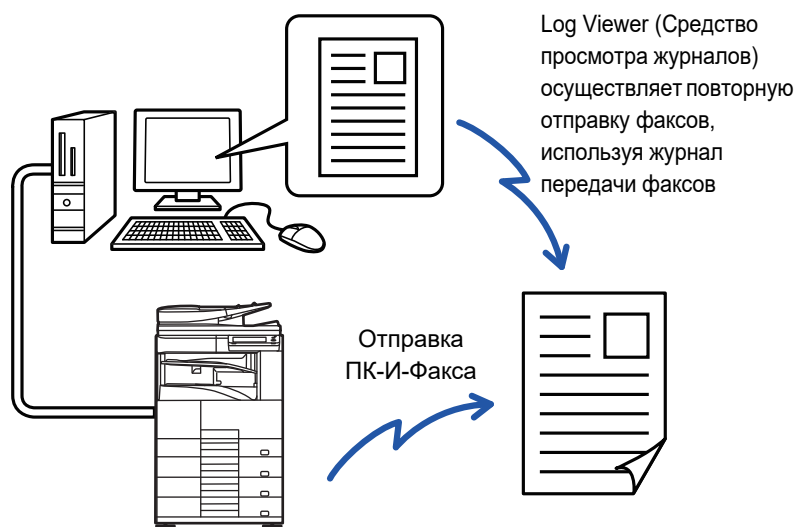 Log Viewer (Средство
просмотра журналов)
осуществляет повторную
отправку факсов,
используя журнал
передачи факсов
Отправка
ПК-И-Факса